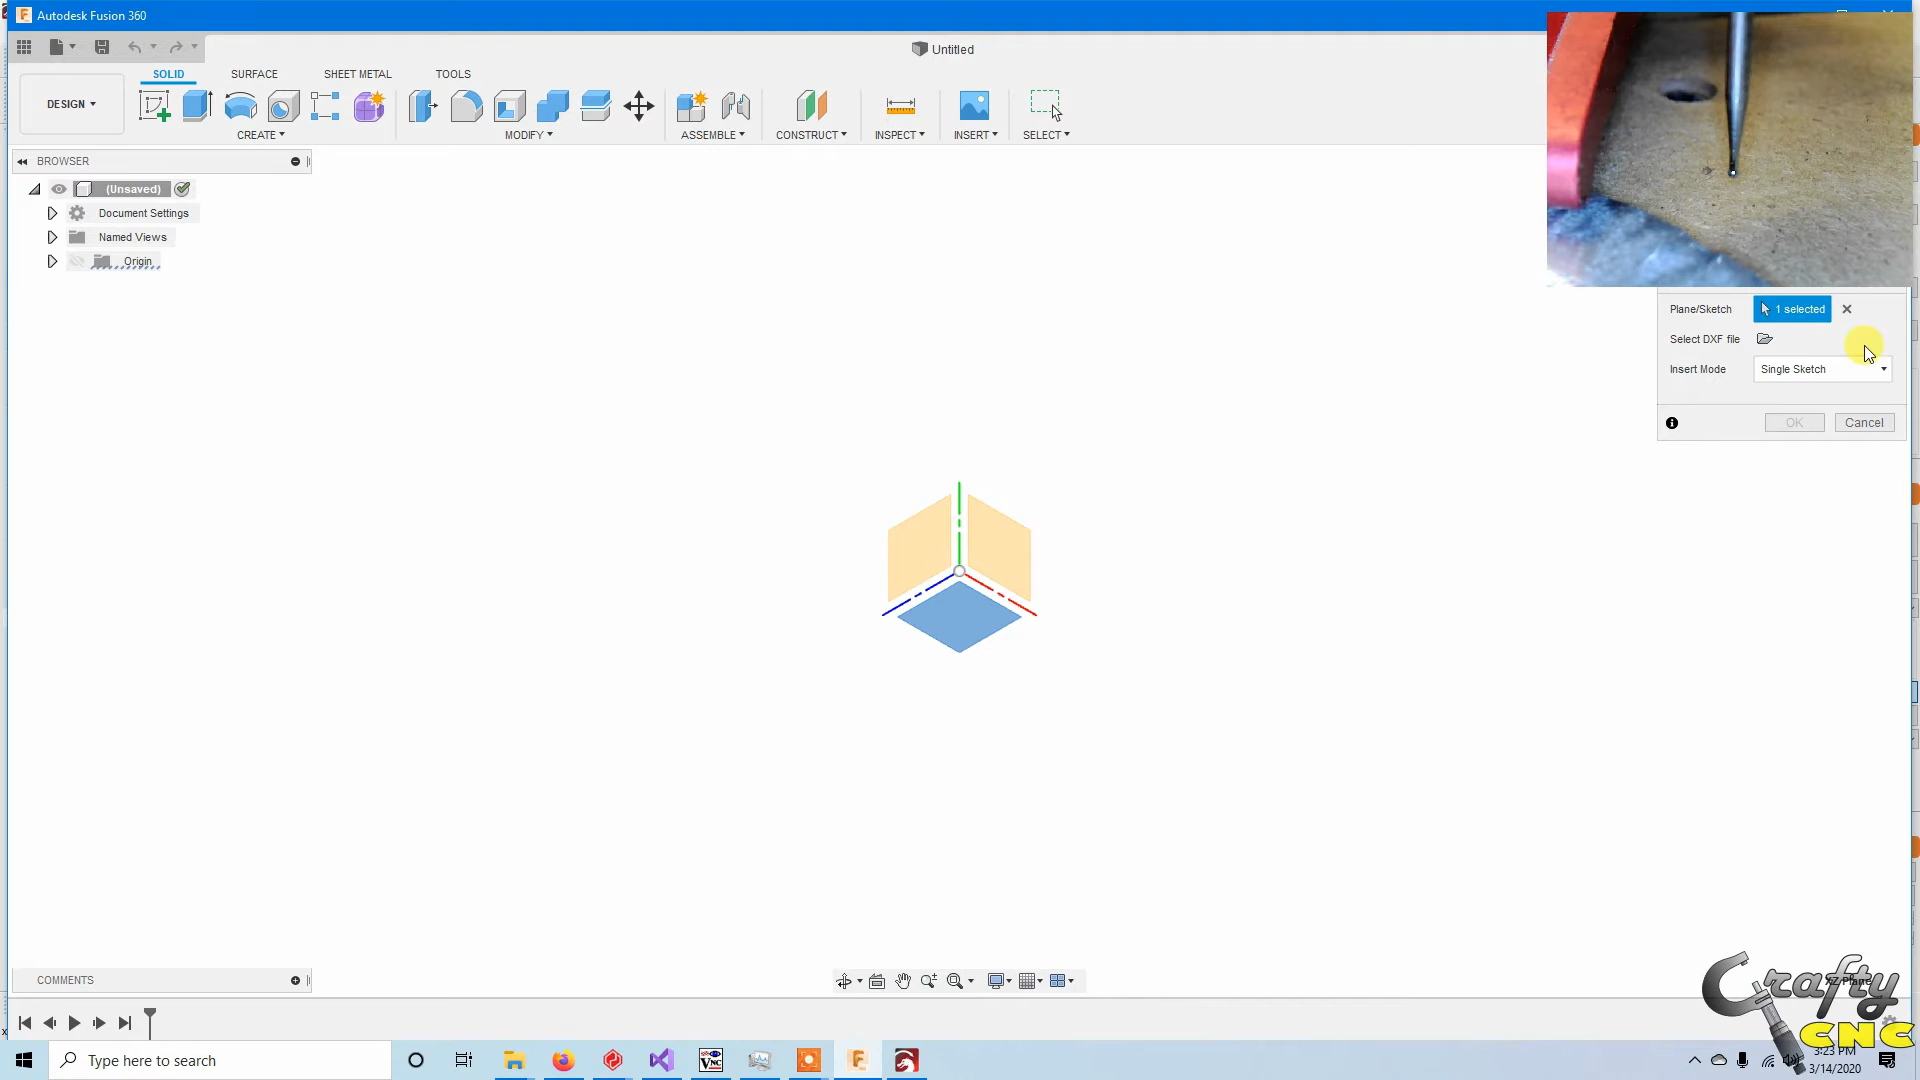 Autodesk Fusion 360
Untitled
SOLID SURFACE SHEET METAL TOOLS
DESIGN
CREATE MODIFY ASSEMBLE CONSTRUCT INSPECT INSERT SELECT
BROWSER
(Unsaved)
Document Settings
Named Views
Origin
Plane/Sketch 1 selected
Select DXF file
Insert Mode Single Sketch
OK Cancel
COMMENTS
XZ Plane
Crafty
CNC
Type here to search
3:23 PM
3/14/2020